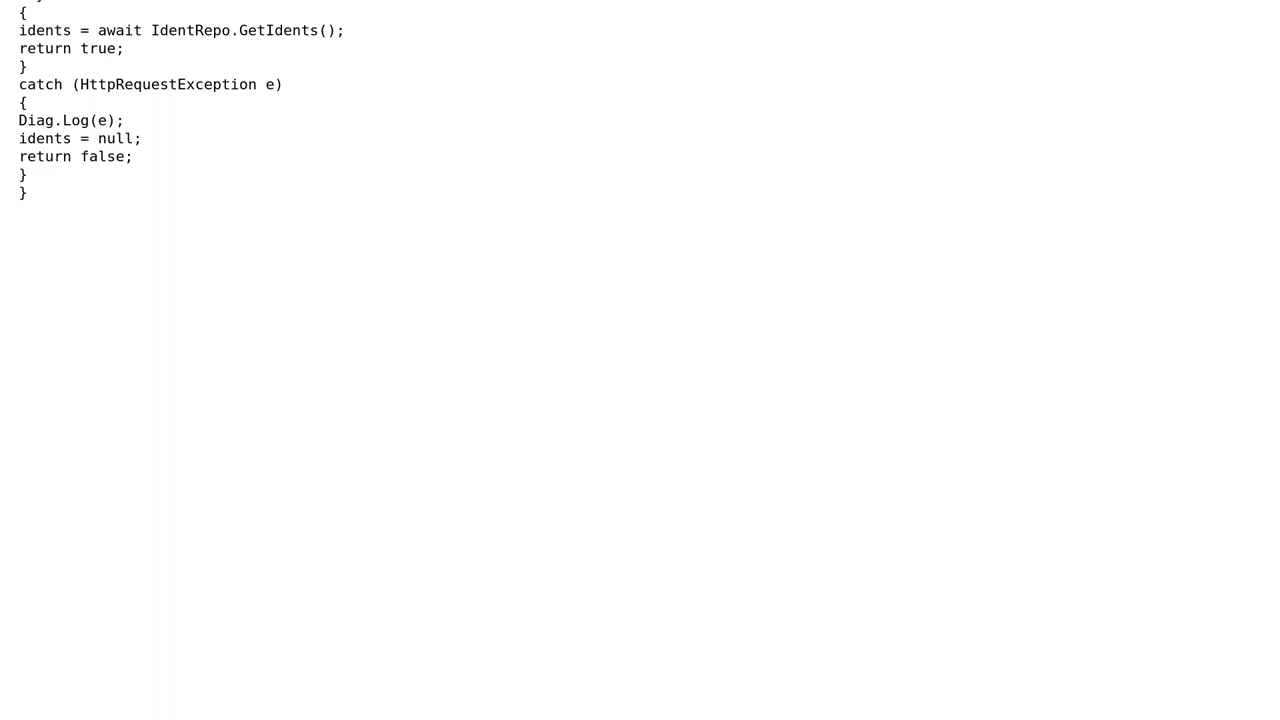 {
idents = await IdentRepo.GetIdents();
return true;
}
catch (HttpRequestException e)
{
Diag.Log(e);
idents = null;
return false;
}
}